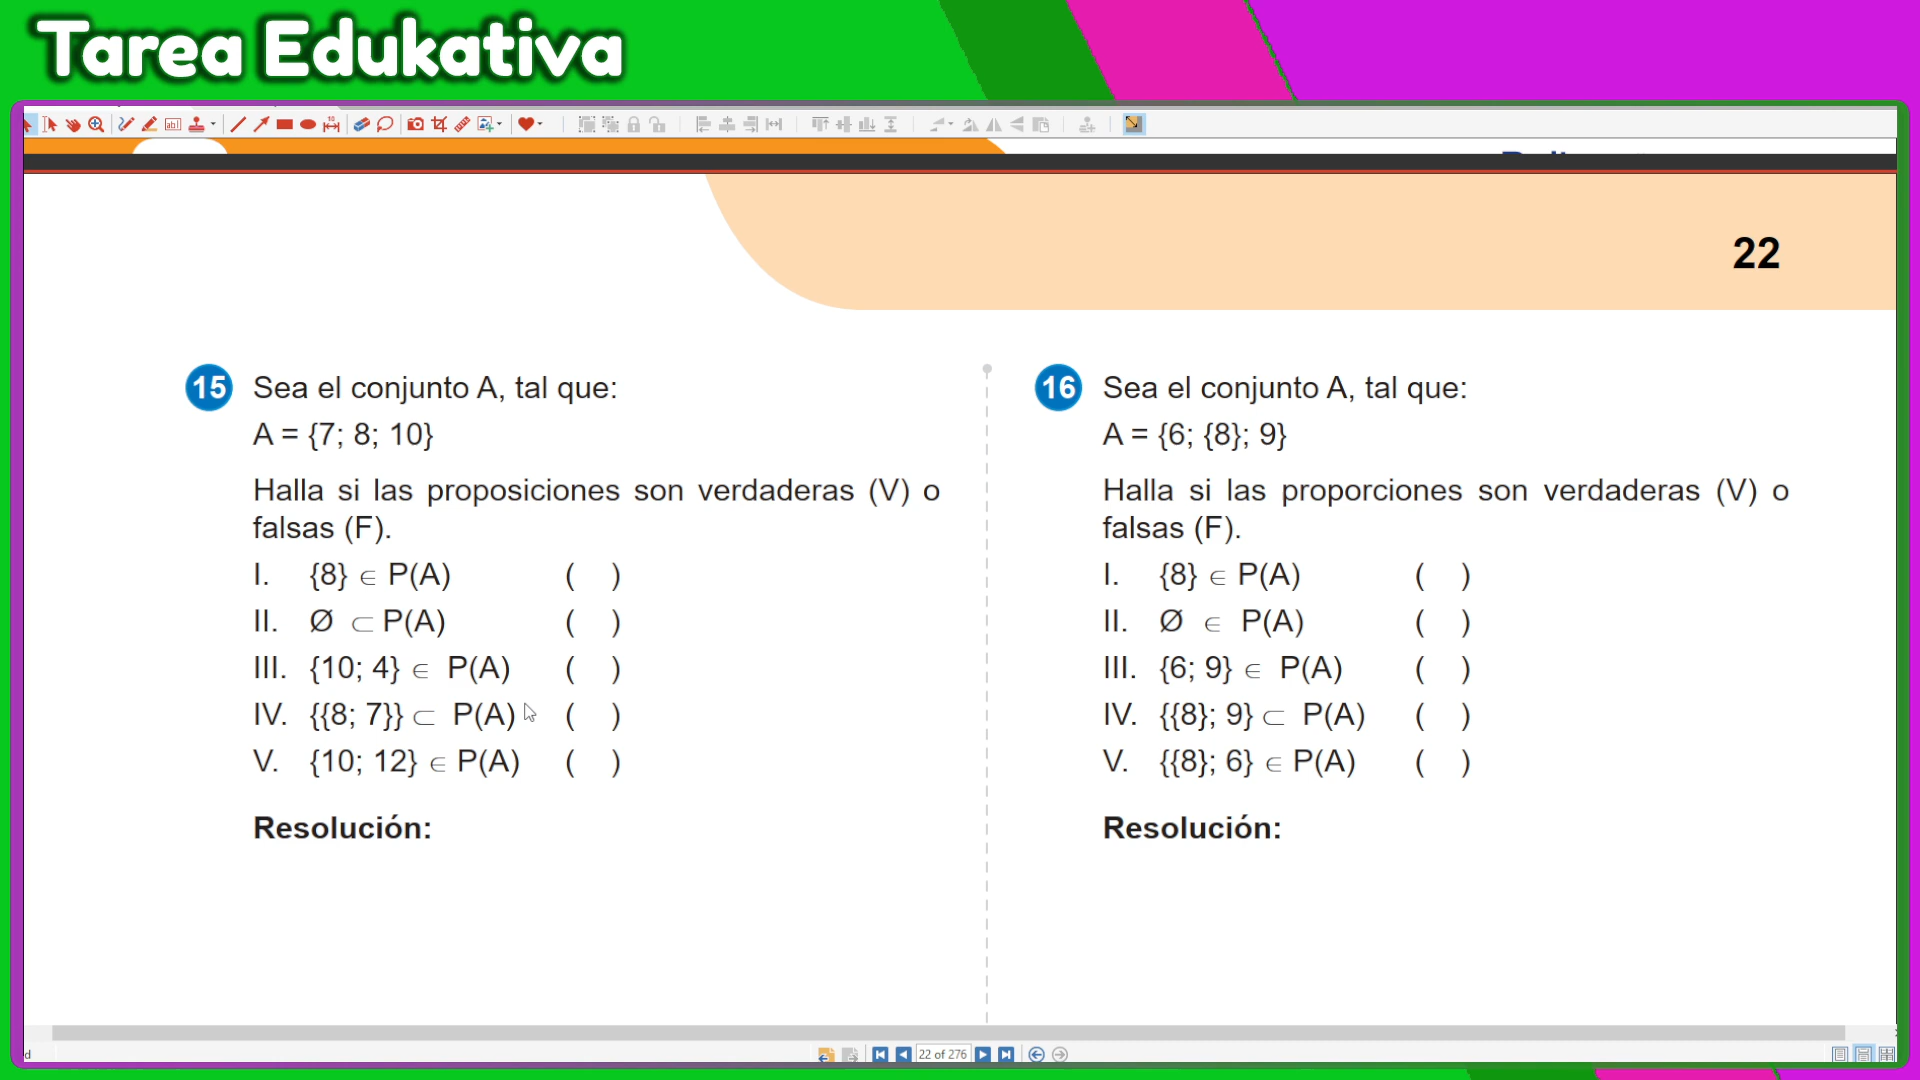 Tarea Edukativa
22
15 Sea el conjunto A, tal que:
A = {7; 8; 10}
Halla si las proposiciones son verdaderas (V) o
falsas (F).
I. {8} ∈ P(A) ( )
II. Ø ⊂ P(A) ( )
III. {10; 4} ∈ P(A) ( )
IV. {{8; 7}} ⊂ P(A) ( )
V. {10; 12} ∈ P(A) ( )
Resolución:
16 Sea el conjunto A, tal que:
A = {6; {8}; 9}
Halla si las proporciones son verdaderas (V) o
falsas (F).
I. {8} ∈ P(A) ( )
II. Ø ∈ P(A) ( )
III. {6; 9} ∈ P(A) ( )
IV. {{8}; 9} ⊂ P(A) ( )
V. {{8}; 6} ∈ P(A) ( )
Resolución:
22 of 276